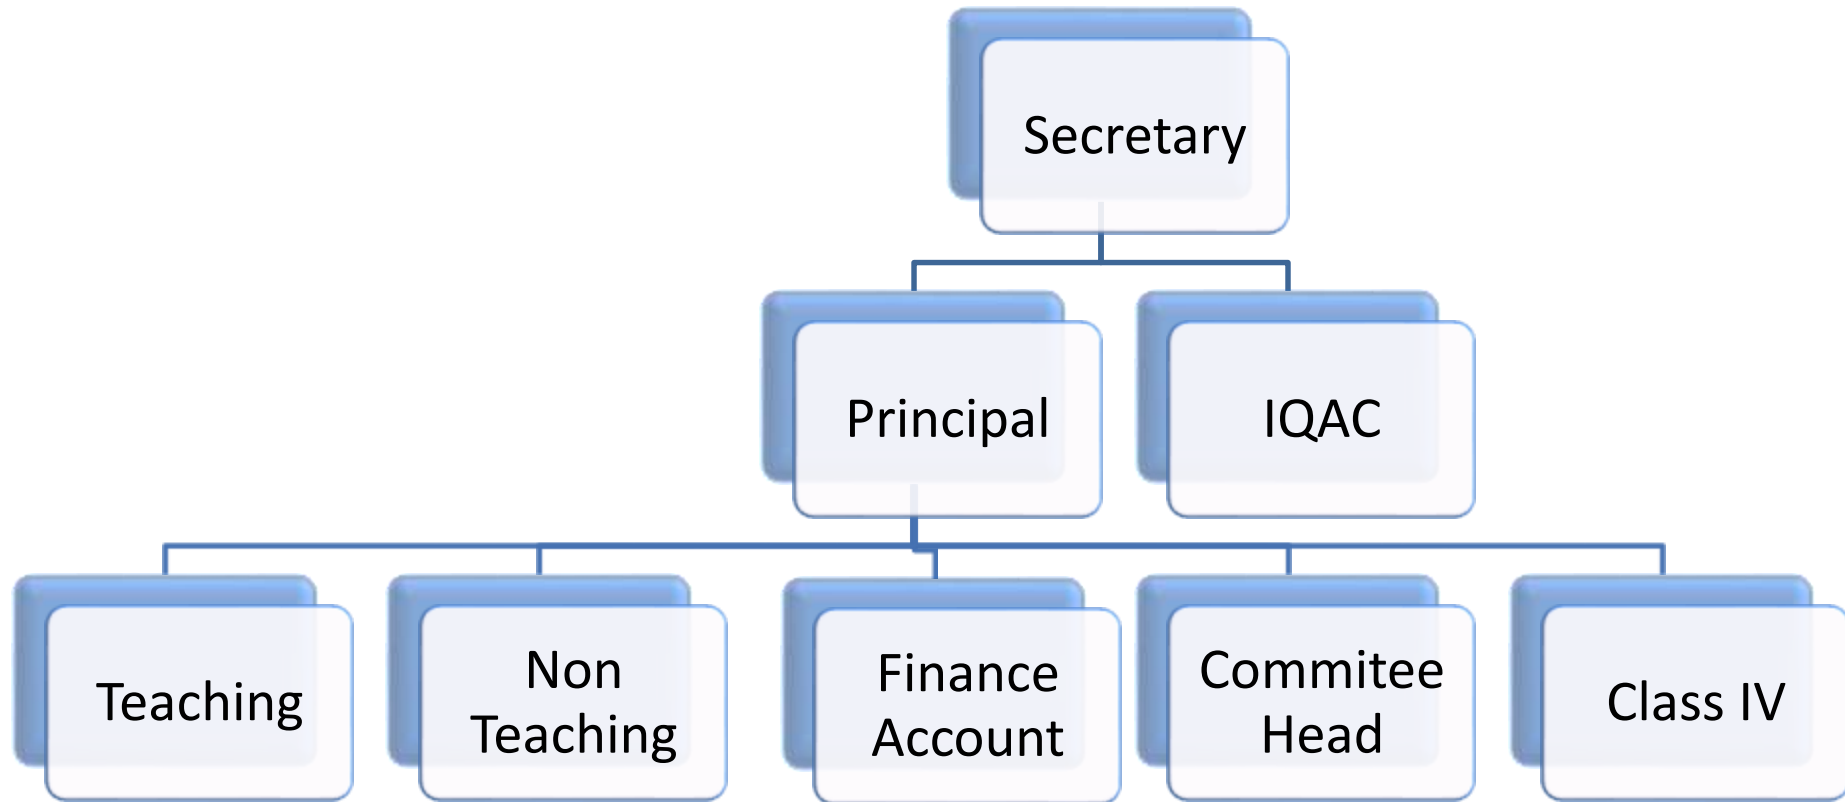 Secretary
Principal
IQAC
Teaching
Non
Teaching
Finance
Account
Commitee
Head
Class IV